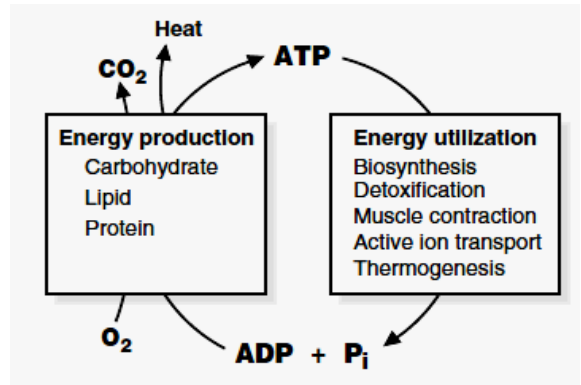 Heat
CO₂
ATP
Energy production
Carbohydrate
Lipid
Protein
Energy utilization
Biosynthesis
Detoxification
Muscle contraction
Active ion transport
Thermogenesis
O₂
ADP + Pᵢ